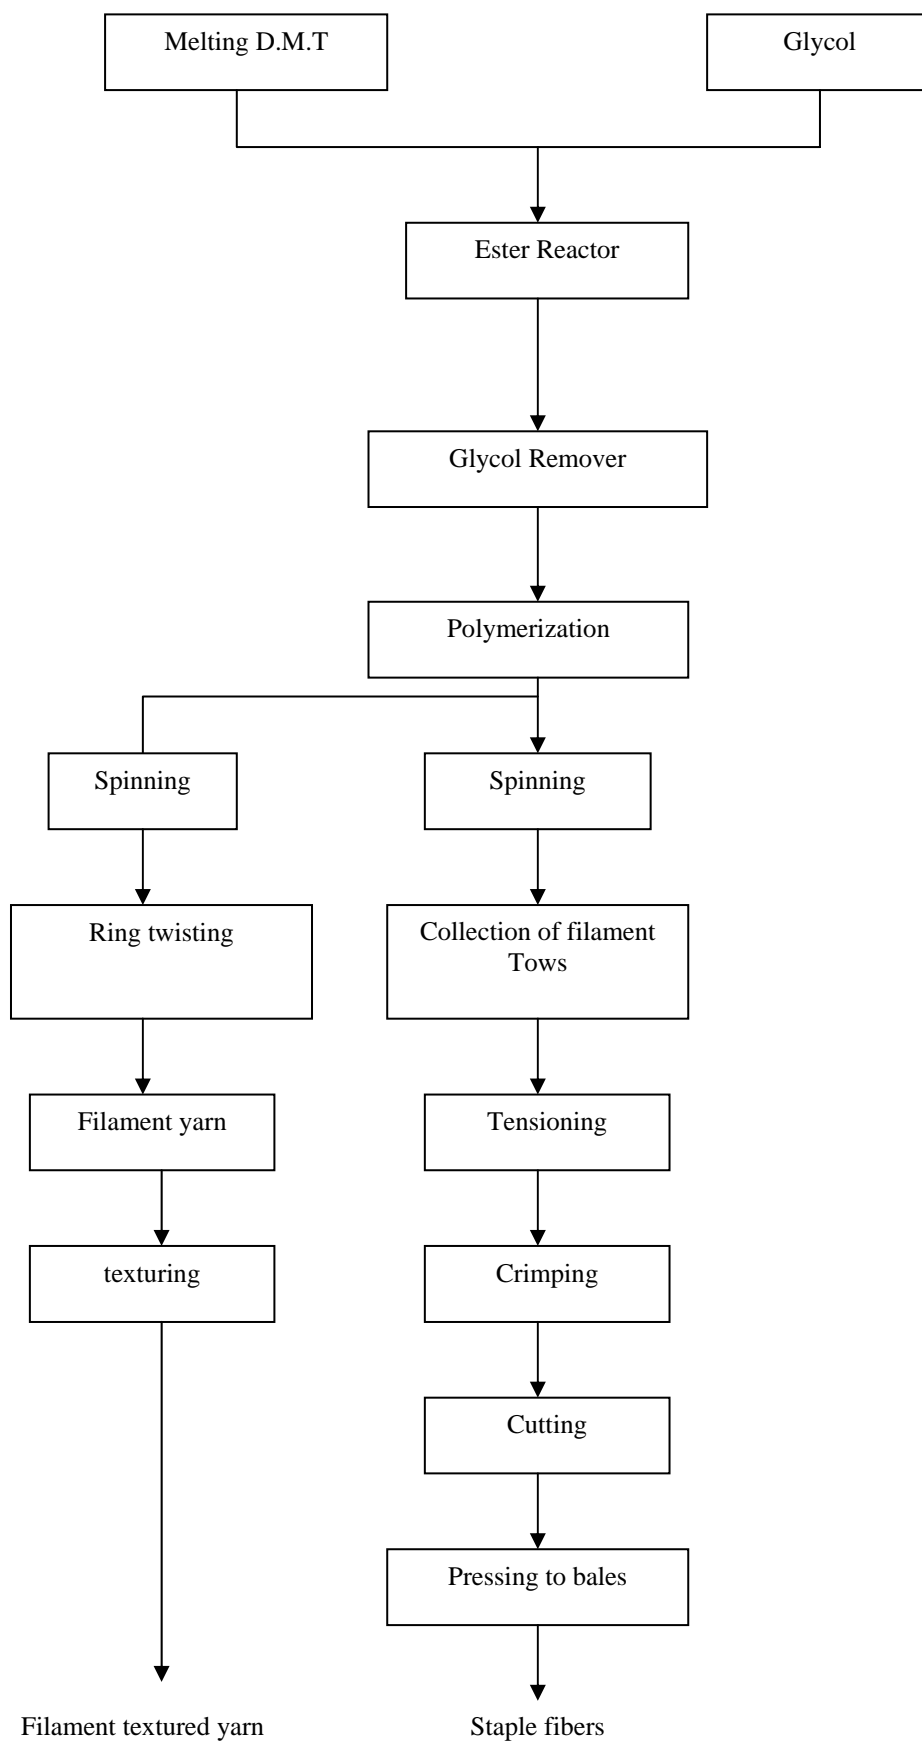 Melting D.M.T
Glycol
Ester Reactor
Glycol Remover
Polymerization
Spinning
Spinning
Ring twisting
Collection of filament
Tows
Filament yarn
Tensioning
texturing
Crimping
Cutting
Pressing to bales
Filament textured yarn
Staple fibers